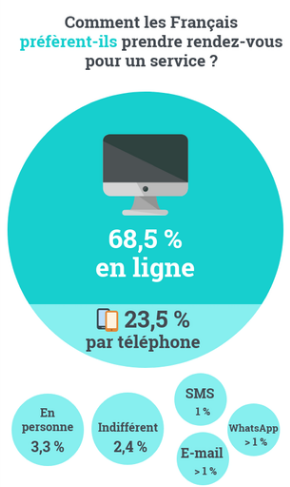 Comment les Français
préfèrent-ils prendre rendez-vous
pour un service ?
68,5 %
en ligne
23,5 %
par téléphone
En
personne
3,3 %
Indifférent
2,4 %
SMS
1 %
WhatsApp
> 1 %
E-mail
> 1 %